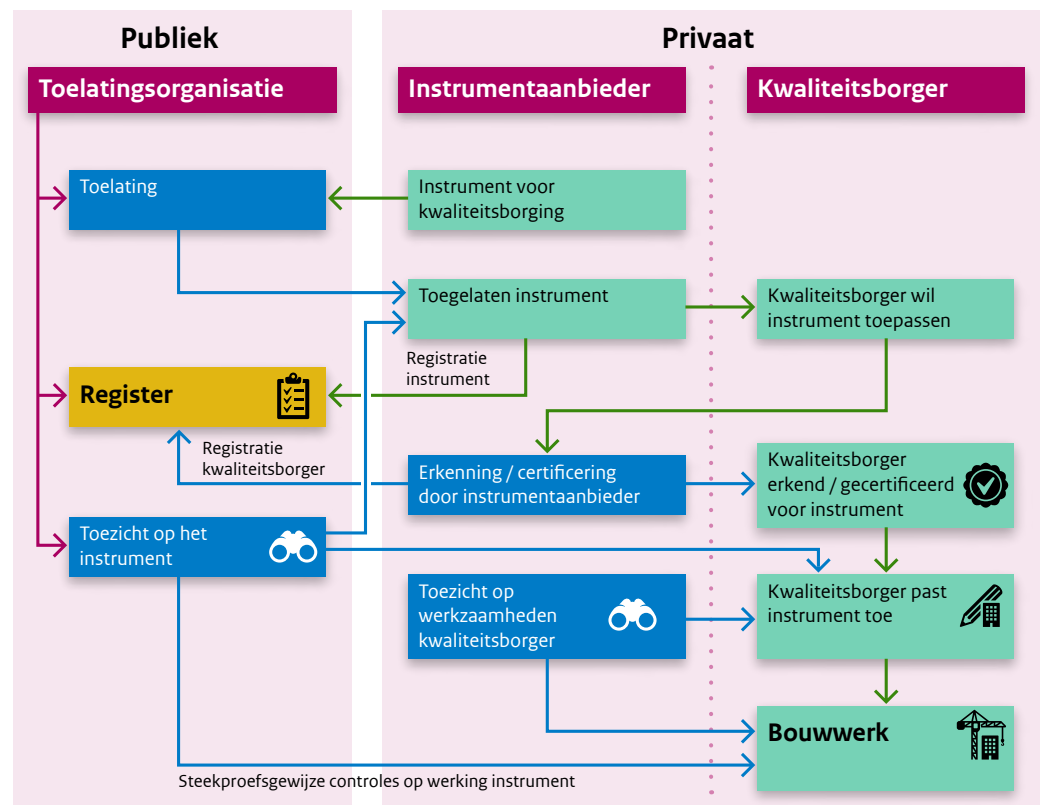 Publiek
Privaat
Toelatingsorganisatie
Instrumentaanbieder
Kwaliteitsborger
Toelating
Instrument voor
kwaliteitsborging
Toegelaten instrument
Kwaliteitsborger wil
instrument toepassen
Registratie
instrument
Register
Registratie
kwaliteitsborger
Erkenning / certificering
door instrumentaanbieder
Kwaliteitsborger
erkend / gecertificeerd
voor instrument
Toezicht op het
instrument
Toezicht op
werkzaamheden
kwaliteitsborger
Kwaliteitsborger past
instrument toe
Bouwwerk
Steekproefsgewijze controles op werking instrument